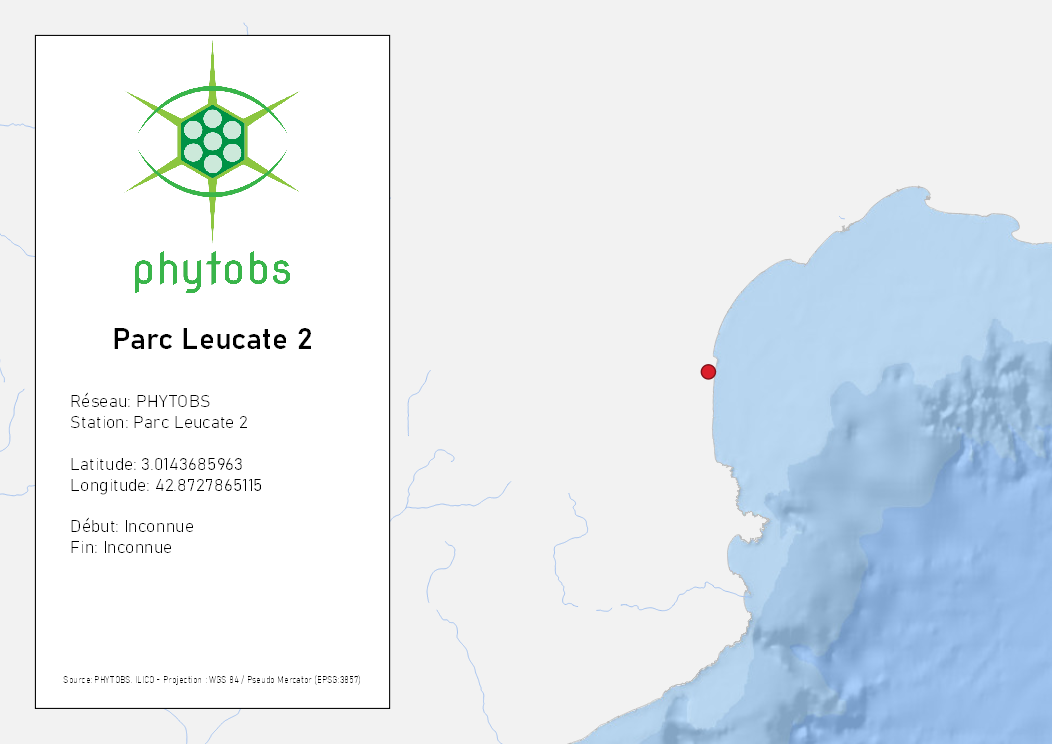 phytobs
Parc Leucate 2
Réseau: PHYTOBS
Station: Parc Leucate 2
Latitude: 3.0143685963
Longitude: 42.8727865115
Début: Inconnue
Fin: Inconnue
Source: PHYTOBS, ILICO - Projection : WGS 84 / Pseudo Mercator (EPSG:3857)